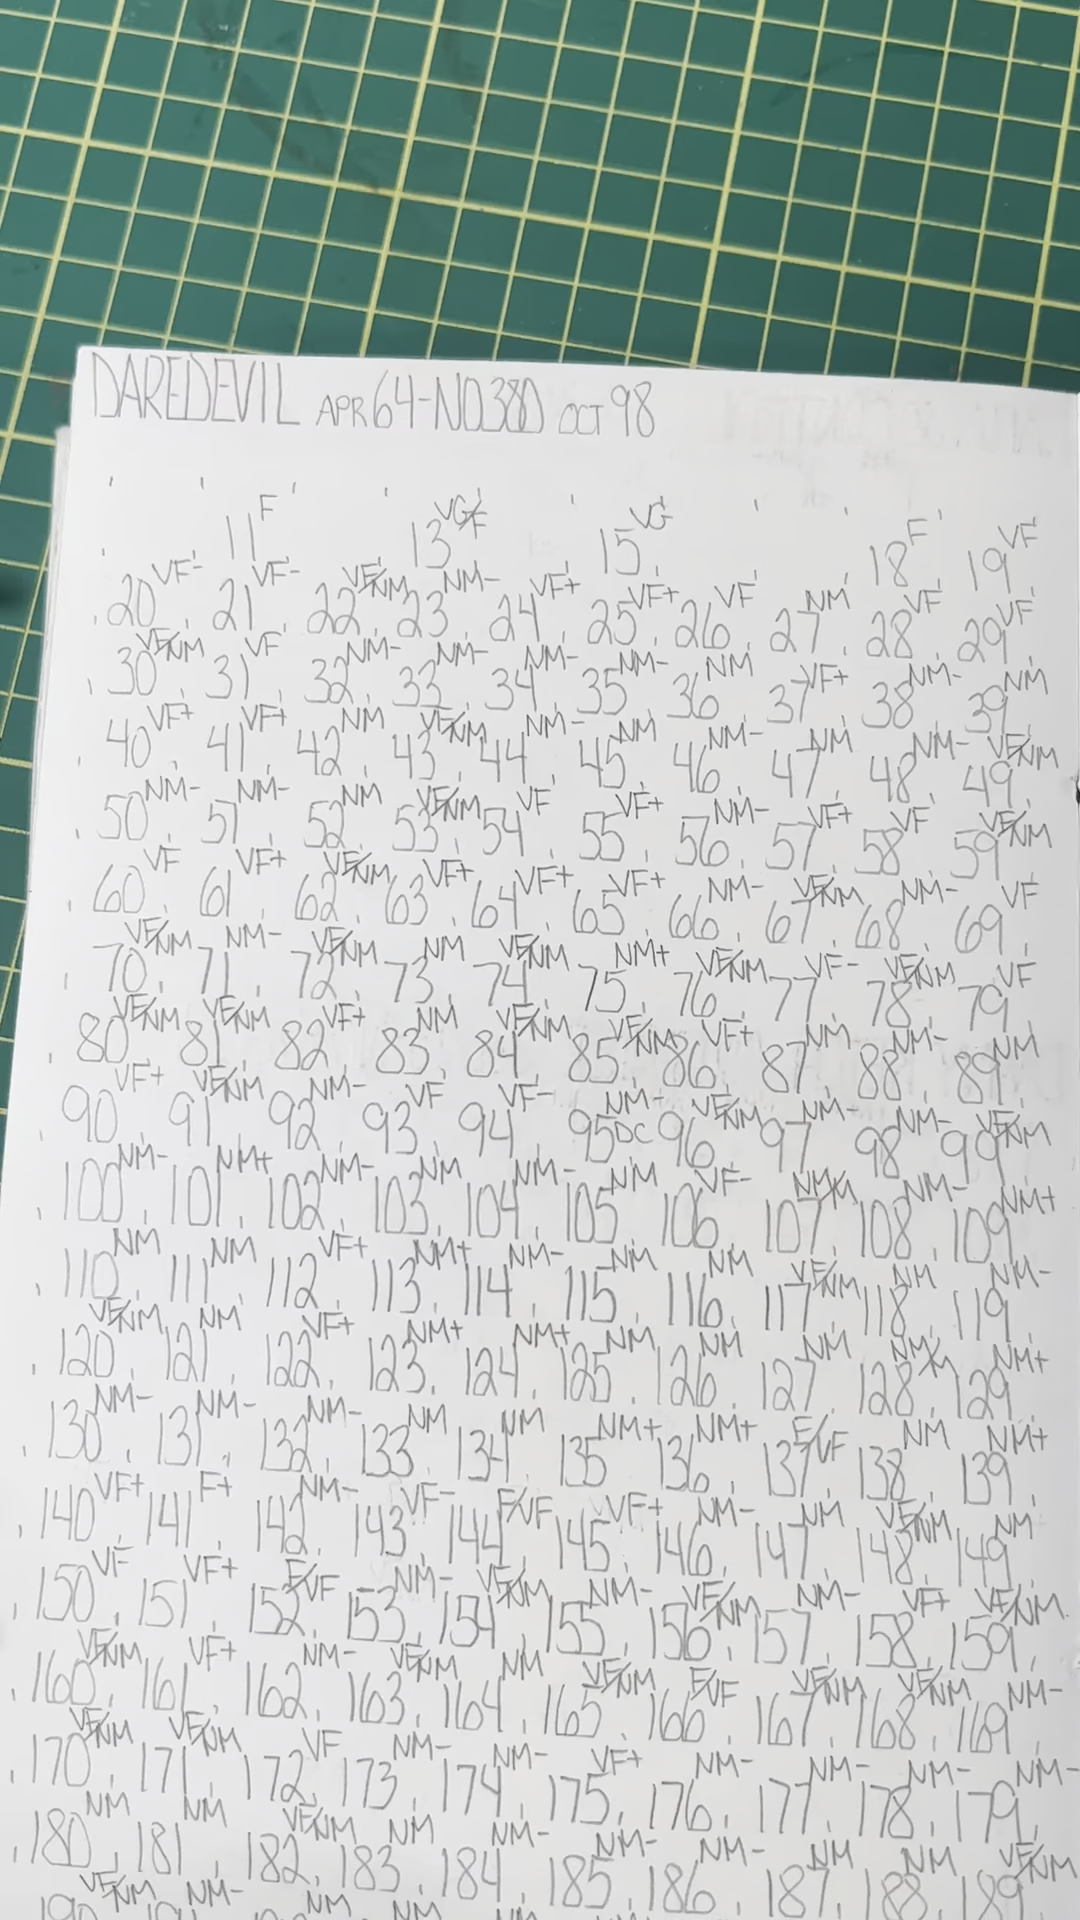 DAREDEVIL APR 64-NO380 OCT 98
11 F 13 VG/F 15 VG 18 F 19 VF
20 VF- 21 VF- 22 VF/NM 23 NM- 24 VF+ 25 VF+ 26 VF 27 NM 28 VF 29 VF
30 VF/NM 31 VF 32 NM- 33 NM- 34 NM- 35 NM- 36 NM 37 VF+ 38 NM- 39 NM
40 VF+ 41 VF+ 42 NM 43 VF/NM 44 NM- 45 NM 46 NM- 47 NM 48 NM- 49 VF/NM
50 NM- 51 NM- 52 NM 53 VF/NM 54 VF 55 VF+ 56 NM- 57 VF+ 58 VF 59 VF/NM
60 VF 61 VF+ 62 VF/NM 63 VF+ 64 VF+ 65 VF+ 66 NM- 67 VF/NM 68 NM- 69 VF
70 VF/NM 71 NM- 72 VF/NM 73 NM 74 VF/NM 75 NM+ 76 VF/NM 77 VF- 78 VF/NM 79 VF
80 VF/NM 81 VF/NM 82 VF+ 83 NM 84 VF/NM 85 VF/NM 86 VF+ 87 NM 88 NM- 89 NM
90 VF+ 91 VF/NM 92 NM- 93 VF 94 VF- 95 DC NM+ 96 VF/NM 97 NM- 98 NM- 99 VF/NM
100 NM- 101 NM+ 102 NM- 103 NM 104 NM- 105 NM 106 VF- 107 NM/M 108 NM- 109 NM+
110 NM 111 NM 112 VF+ 113 NM+ 114 NM- 115 NM 116 NM 117 VF/NM 118 NM 119 NM-
120 VF/NM 121 NM 122 VF+ 123 NM+ 124 NM+ 125 NM 126 NM 127 NM 128 NM/M 129 NM+
130 NM- 131 NM- 132 NM- 133 NM 134 NM 135 NM+ 136 NM+ 137 F/VF 138 NM 139 NM+
140 VF+ 141 F+ 142 NM- 143 VF- 144 F/VF 145 VF+ 146 NM- 147 NM 148 VF/NM 149 NM
150 VF 151 VF+ 152 F/VF 153 NM- 154 VF/NM 155 NM- 156 VF/NM 157 NM- 158 VF+ 159 VF/NM
160 VF/NM 161 VF+ 162 NM- 163 VF/NM 164 NM 165 VF/NM 166 F/VF 167 VF/NM 168 VF/NM 169 NM-
170 VF/NM 171 VF/NM 172 VF 173 NM- 174 NM- 175 VF+ 176 NM- 177 NM- 178 NM- 179 NM-
180 NM 181 NM 182 VF/NM 183 NM 184 NM- 185 NM- 186 NM- 187 NM 188 NM 189 VF/NM
190 VF/NM 191 NM- NM